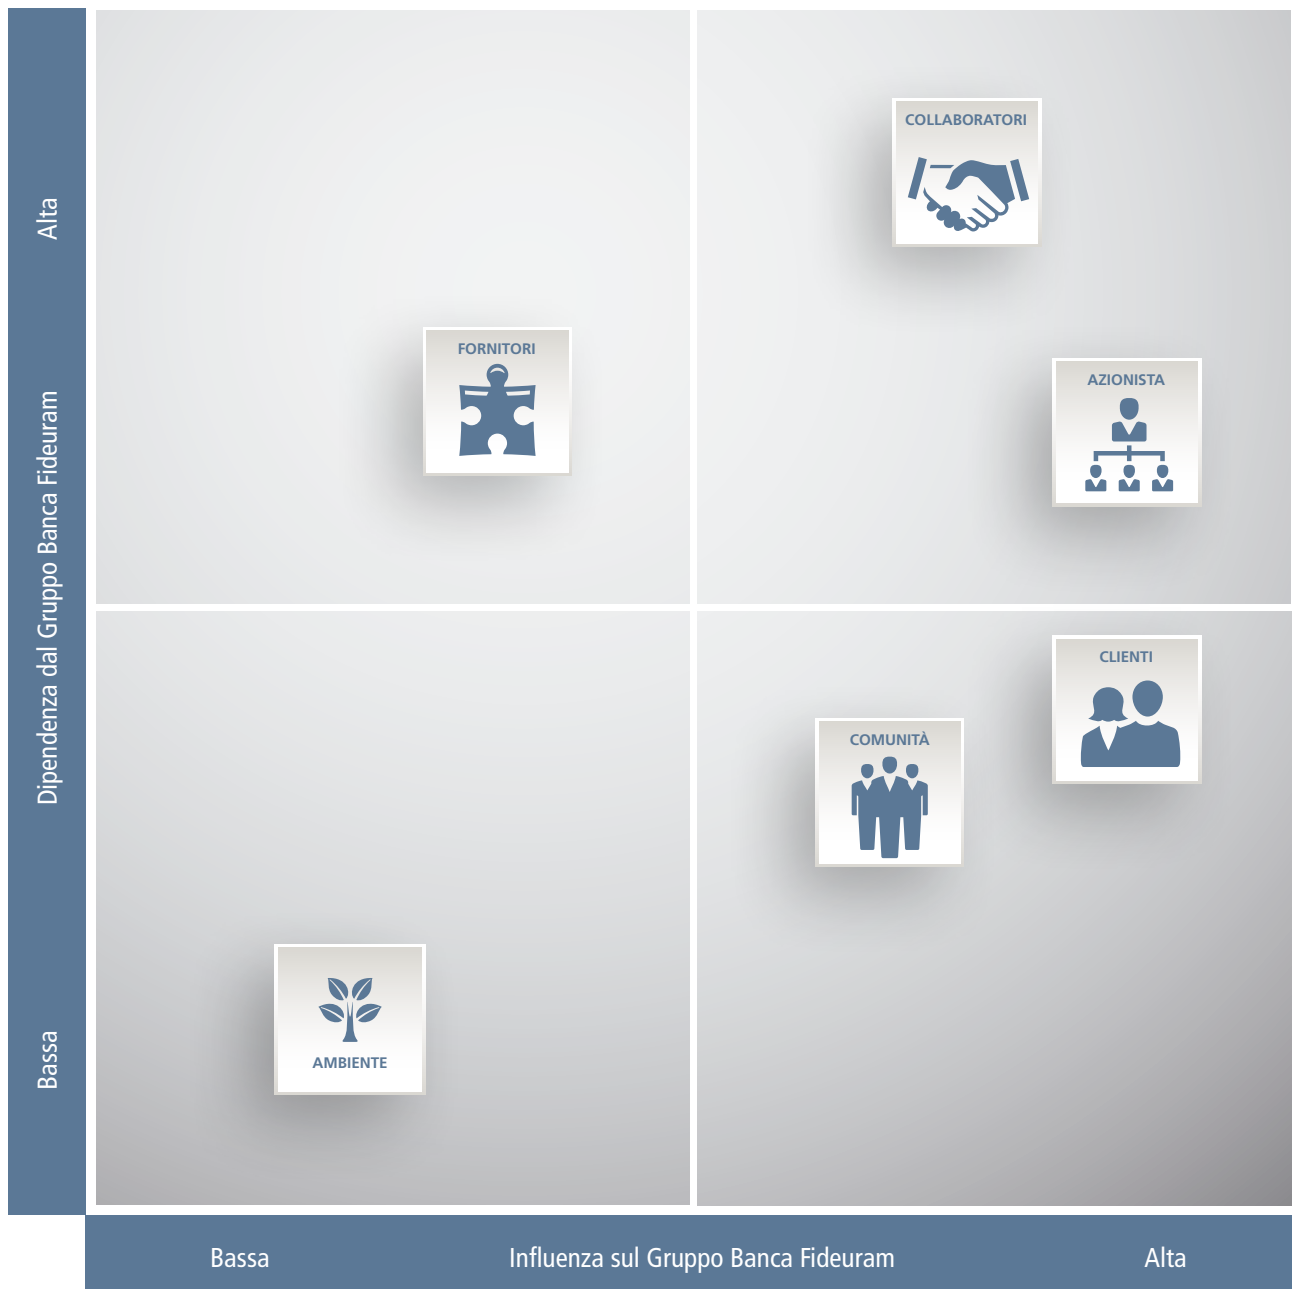 Alta
Dipendenza dal Gruppo Banca Fideuram
Bassa
COLLABORATORI
FORNITORI
AZIONISTA
CLIENTI
COMUNITÀ
AMBIENTE
Bassa
Influenza sul Gruppo Banca Fideuram
Alta